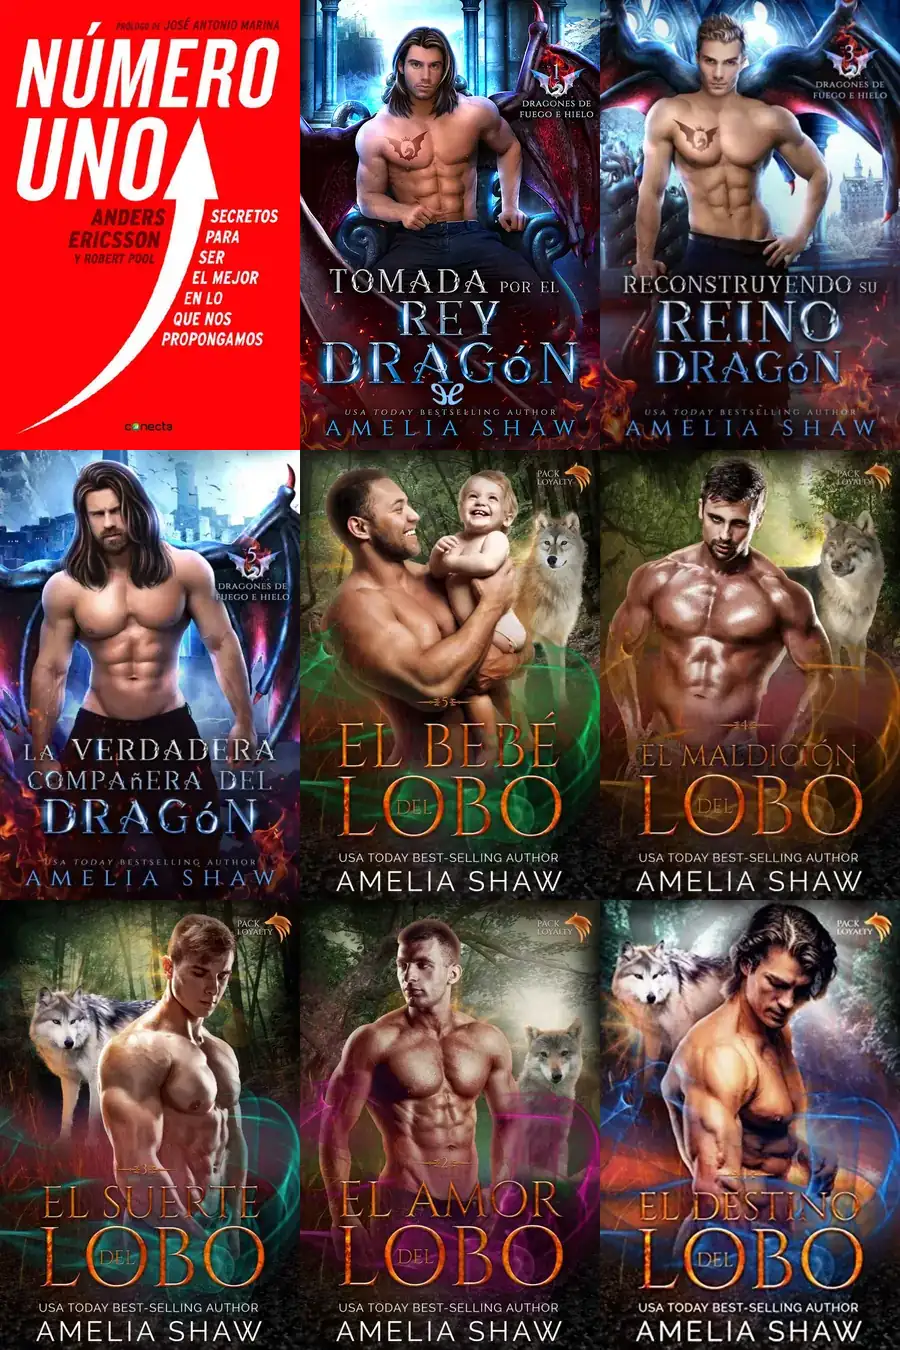 PRÓLOGO DE JOSÉ ANTONIO MARINA
NÚMERO
UNO
ANDERS
ERICSSON
Y ROBERT POOL
SECRETOS
PARA
SER
EL MEJOR
EN LO
QUE NOS
PROPONGAMOS
conecta
1
DRAGONES DE
FUEGO E HIELO
TOMADA POR EL
REY
DRAGóN
USA TODAY BESTSELLING AUTHOR
AMELIA SHAW
3
DRAGONES DE
FUEGO E HIELO
RECONSTRUYENDO SU
REINO
DRAGóN
USA TODAY BESTSELLING AUTHOR
AMELIA SHAW
5
DRAGONES DE
FUEGO E HIELO
LA VERDADERA
COMPAñERA DEL
DRAGóN
USA TODAY BESTSELLING AUTHOR
AMELIA SHAW
PACK
LOYALTY
5
EL BEBÉ
DEL
LOBO
USA TODAY BEST-SELLING AUTHOR
AMELIA SHAW
PACK
LOYALTY
4
EL MALDICIÓN
DEL
LOBO
USA TODAY BEST-SELLING AUTHOR
AMELIA SHAW
PACK
LOYALTY
3
EL SUERTE
DEL
LOBO
USA TODAY BEST-SELLING AUTHOR
AMELIA SHAW
PACK
LOYALTY
2
EL AMOR
DEL
LOBO
USA TODAY BEST-SELLING AUTHOR
AMELIA SHAW
PACK
LOYALTY
1
EL DESTINO
DEL
LOBO
USA TODAY BEST-SELLING AUTHOR
AMELIA SHAW